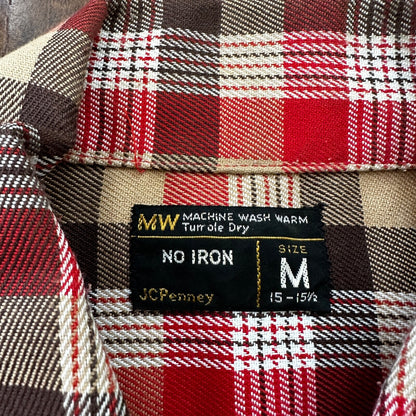 MW MACHINE WASH WARM
Tumble Dry
NO IRON
SIZE
M
15-15½
JCPenney